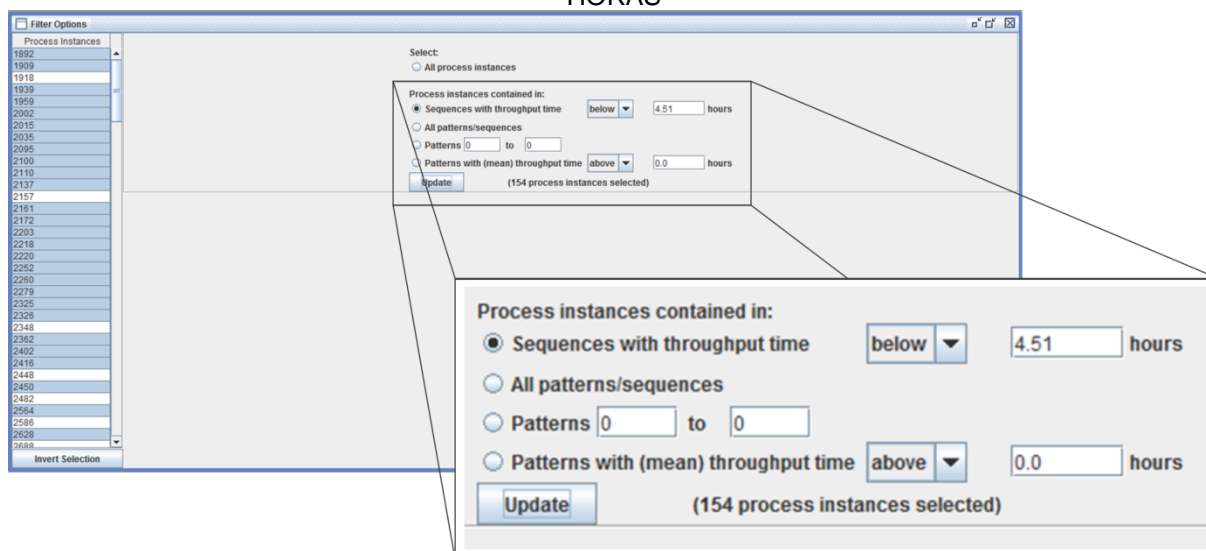 HORAS
Filter Options
Process Instances
1892
1909
1918
1939
1959
2002
2015
2035
2095
2100
2110
2137
2157
2161
2172
2203
2218
2220
2252
2260
2279
2325
2326
2348
2362
2402
2416
2448
2450
2482
2564
2586
2628
2688
Invert Selection
Select:
All process instances
Process instances contained in:
Sequences with throughput time below 4.51 hours
All patterns/sequences
Patterns 0 to 0
Patterns with (mean) throughput time above 0.0 hours
Update (154 process instances selected)
Process instances contained in:
Sequences with throughput time below 4.51 hours
All patterns/sequences
Patterns 0 to 0
Patterns with (mean) throughput time above 0.0 hours
Update (154 process instances selected)